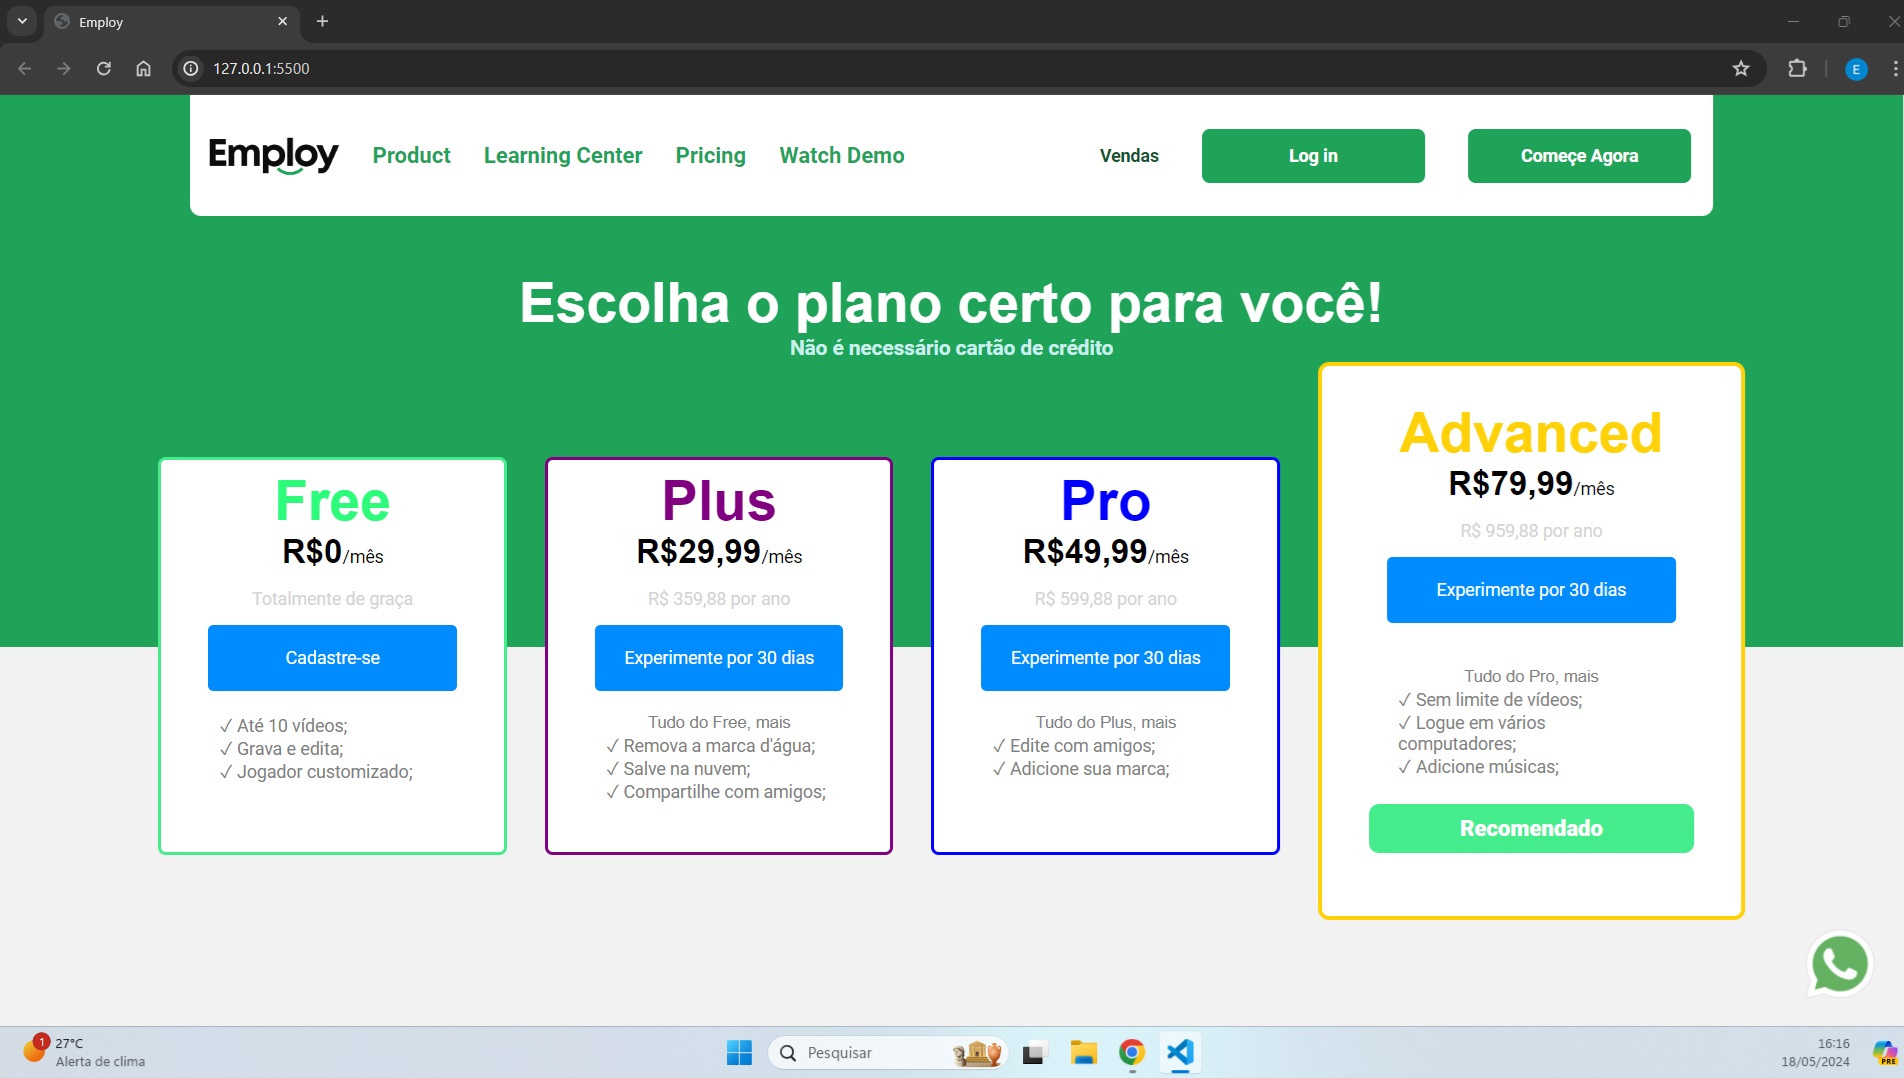 Employ
127.0.0.1:5500
E
Employ Product Learning Center Pricing Watch Demo Vendas Log in Começe Agora
Escolha o plano certo para você!
Não é necessário cartão de crédito
Free
R$0/mês
Totalmente de graça
Cadastre-se
✓ Até 10 vídeos;
✓ Grava e edita;
✓ Jogador customizado;
Plus
R$29,99/mês
R$ 359,88 por ano
Experimente por 30 dias
Tudo do Free, mais
✓ Remova a marca d'água;
✓ Salve na nuvem;
✓ Compartilhe com amigos;
Pro
R$49,99/mês
R$ 599,88 por ano
Experimente por 30 dias
Tudo do Plus, mais
✓ Edite com amigos;
✓ Adicione sua marca;
Advanced
R$79,99/mês
R$ 959,88 por ano
Experimente por 30 dias
Tudo do Pro, mais
✓ Sem limite de vídeos;
✓ Logue em vários
computadores;
✓ Adicione músicas;
Recomendado
1
27°C
Alerta de clima
Pesquisar
16:16
18/05/2024
PRE